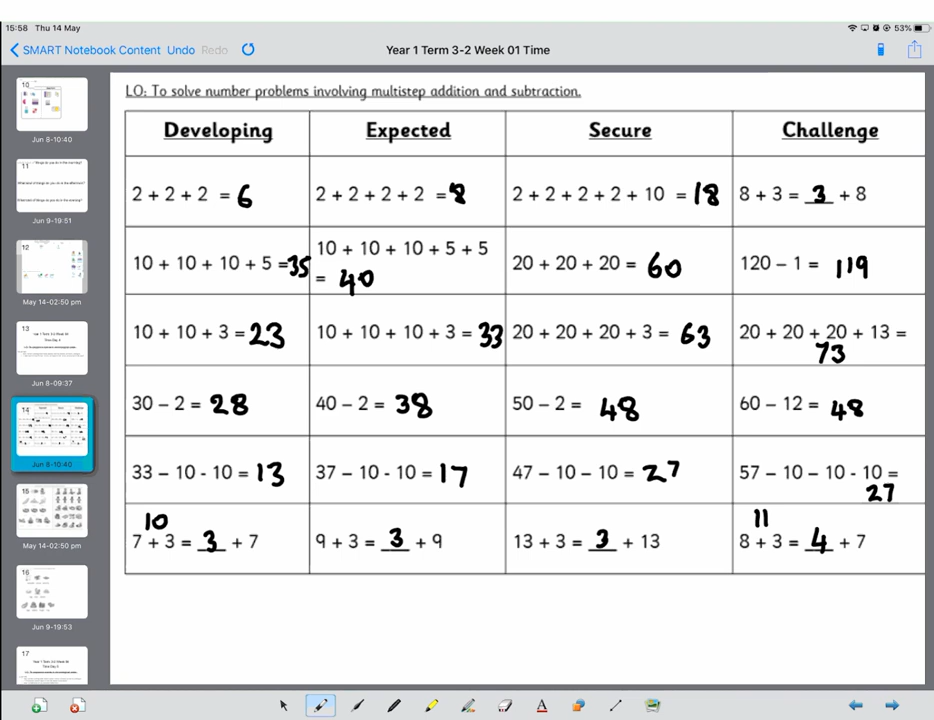 15:58 Thu 14 May
53%
SMART Notebook Content Undo Redo
Year 1 Term 3-2 Week 01 Time
10
Jun 8-10:40
11
Jun 9-19:51
12
May 14-02:50 pm
13
Jun 8-09:37
14
Jun 8-10:40
15
May 14-02:50 pm
16
Jun 9-19:53
17
LO: To solve number problems involving multistep addition and subtraction.
Developing Expected Secure Challenge
2 + 2 + 2 = 6
2 + 2 + 2 + 2 = 8
2 + 2 + 2 + 2 + 10 = 18
8 + 3 = 3 + 8
10 + 10 + 10 + 5 = 35
10 + 10 + 10 + 5 + 5
= 40
20 + 20 + 20 = 60
120 – 1 = 119
10 + 10 + 3 = 23
10 + 10 + 10 + 3 = 33
20 + 20 + 20 + 3 = 63
20 + 20 + 20 + 13 =
73
30 – 2 = 28
40 – 2 = 38
50 – 2 = 48
60 – 12 = 48
33 – 10 - 10 = 13
37 – 10 - 10 = 17
47 – 10 – 10 = 27
57 – 10 – 10 - 10 =
27
10
7 + 3 = 3 + 7
9 + 3 = 3 + 9
13 + 3 = 3 + 13
11
8 + 3 = 4 + 7
A